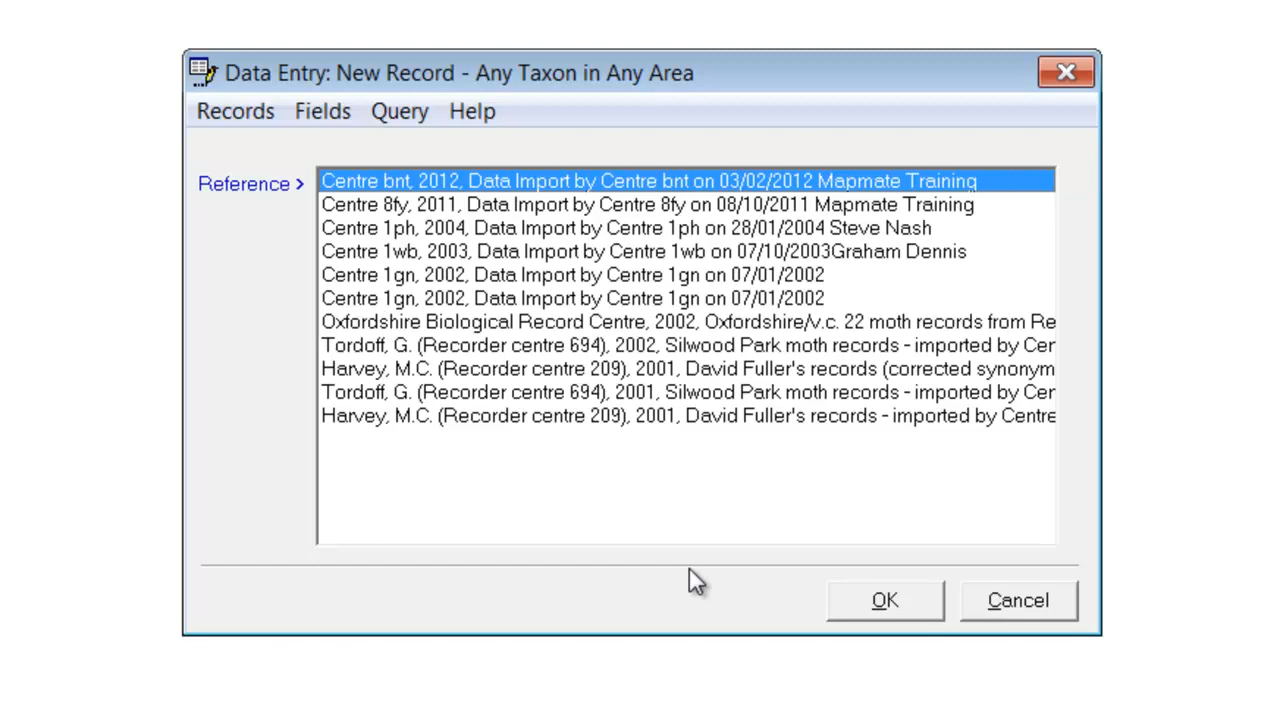 Data Entry: New Record - Any Taxon in Any Area
Records Fields Query Help
Reference >
Centre bnt, 2012, Data Import by Centre bnt on 03/02/2012 Mapmate Training
Centre 8fy, 2011, Data Import by Centre 8fy on 08/10/2011 Mapmate Training
Centre 1ph, 2004, Data Import by Centre 1ph on 28/01/2004 Steve Nash
Centre 1wb, 2003, Data Import by Centre 1wb on 07/10/2003Graham Dennis
Centre 1gn, 2002, Data Import by Centre 1gn on 07/01/2002
Centre 1gn, 2002, Data Import by Centre 1gn on 07/01/2002
Oxfordshire Biological Record Centre, 2002, Oxfordshire/v.c. 22 moth records from Re
Tordoff, G. (Recorder centre 694), 2002, Silwood Park moth records - imported by Cer
Harvey, M.C. (Recorder centre 209), 2001, David Fuller's records (corrected synonym
Tordoff, G. (Recorder centre 694), 2001, Silwood Park moth records - imported by Cer
Harvey, M.C. (Recorder centre 209), 2001, David Fuller's records - imported by Centre
OK Cancel